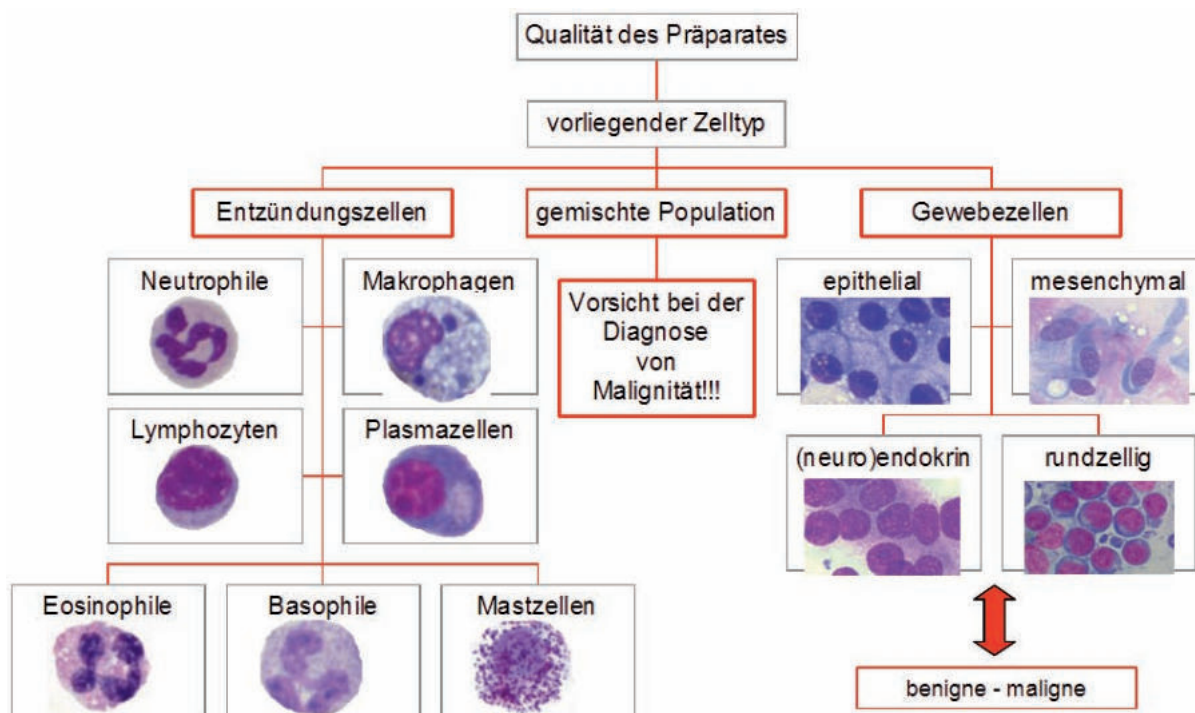 Qualität des Präparates
vorliegender Zelltyp
Entzündungszellen
gemischte Population
Gewebezellen
Neutrophile
Makrophagen
Vorsicht bei der
Diagnose
von
Malignität!!!
epithelial
mesenchymal
Lymphozyten
Plasmazellen
(neuro)endokrin
rundzellig
Eosinophile
Basophile
Mastzellen
benigne - maligne